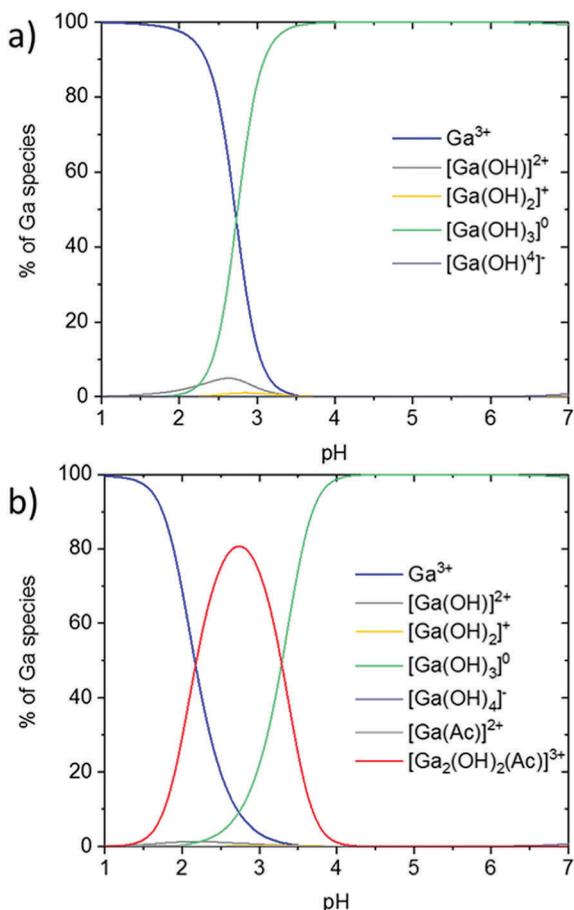 a)
100
80
60
40
20
0
% of Ga species
Ga³⁺
[Ga(OH)]²⁺
[Ga(OH)₂]⁺
[Ga(OH)₃]⁰
[Ga(OH)⁴]⁻
1 2 3 4 5 6 7
pH
b)
100
80
60
40
20
0
% of Ga species
Ga³⁺
[Ga(OH)]²⁺
[Ga(OH)₂]⁺
[Ga(OH)₃]⁰
[Ga(OH)₄]⁻
[Ga(Ac)]²⁺
[Ga₂(OH)₂(Ac)]³⁺
1 2 3 4 5 6 7
pH